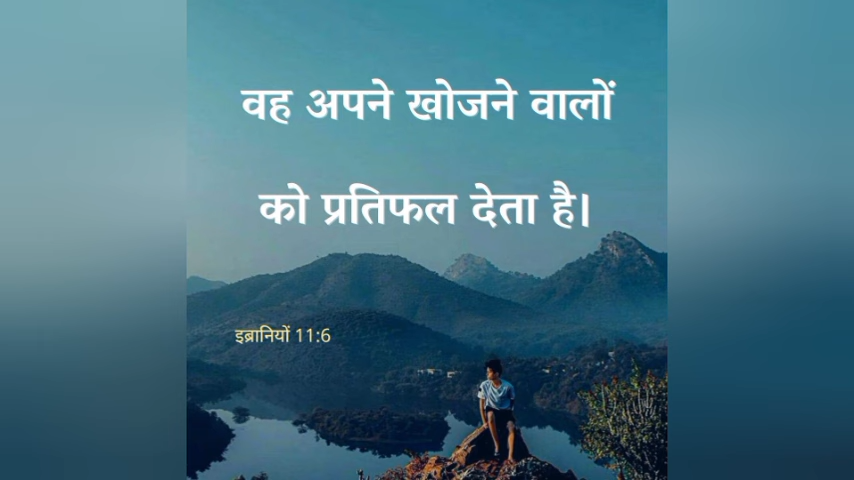 वह अपने खोजने वालों
को प्रतिफल देता है।
इब्रानियों 11:6